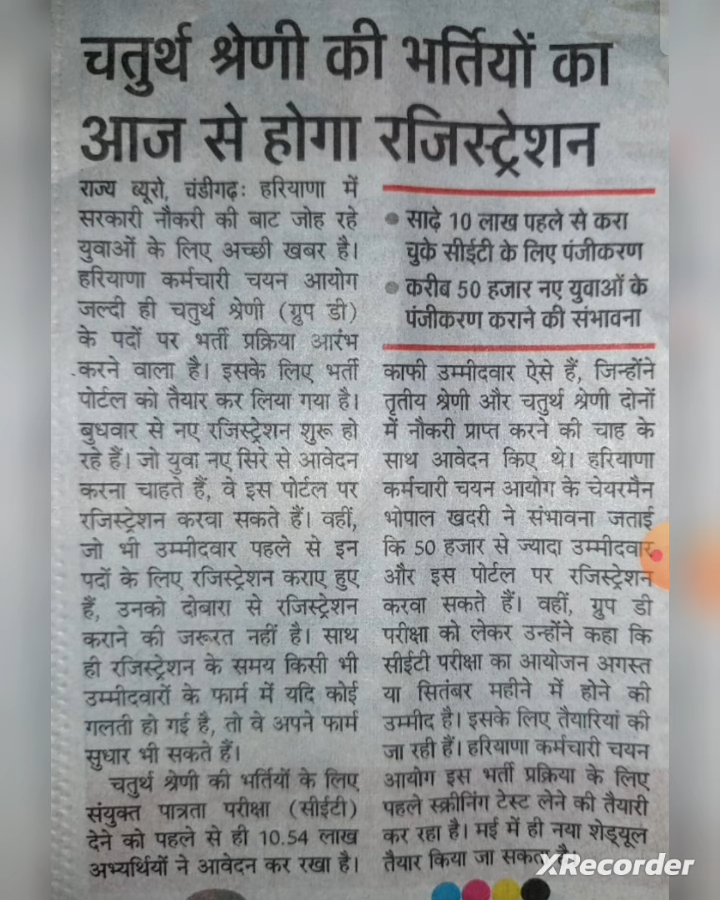 चतुर्थ श्रेणी की भर्तियों का
आज से होगा रजिस्ट्रेशन
राज्य ब्यूरो, चंडीगढ़ः हरियाणा में
सरकारी नौकरी की बाट जोह रहे
युवाओं के लिए अच्छी खबर है।
हरियाणा कर्मचारी चयन आयोग
जल्दी ही चतुर्थ श्रेणी (ग्रुप डी)
के पदों पर भर्ती प्रक्रिया आरंभ
करने वाला है। इसके लिए भर्ती
पोर्टल को तैयार कर लिया गया है।
बुधवार से नए रजिस्ट्रेशन शुरू हो
रहे हैं। जो युवा नए सिरे से आवेदन
करना चाहते हैं, वे इस पोर्टल पर
रजिस्ट्रेशन करवा सकते हैं। वहीं,
जो भी उम्मीदवार पहले से इन
पदों के लिए रजिस्ट्रेशन कराए हुए
हैं, उनको दोबारा से रजिस्ट्रेशन
कराने की जरूरत नहीं है। साथ
ही रजिस्ट्रेशन के समय किसी भी
उम्मीदवारों के फार्म में यदि कोई
गलती हो गई है, तो वे अपने फार्म
सुधार भी सकते हैं।
चतुर्थ श्रेणी की भर्तियों के लिए
संयुक्त पात्रता परीक्षा (सीईटी)
देने को पहले से ही 10.54 लाख
अभ्यर्थियों ने आवेदन कर रखा है।
● साढ़े 10 लाख पहले से करा
चुके सीईटी के लिए पंजीकरण
● करीब 50 हजार नए युवाओं के
पंजीकरण कराने की संभावना
काफी उम्मीदवार ऐसे हैं, जिन्होंने
तृतीय श्रेणी और चतुर्थ श्रेणी दोनों
में नौकरी प्राप्त करने की चाह के
साथ आवेदन किए थे। हरियाणा
कर्मचारी चयन आयोग के चेयरमैन
भोपाल खदरी ने संभावना जताई
कि 50 हजार से ज्यादा उम्मीदवार
और इस पोर्टल पर रजिस्ट्रेशन
करवा सकते हैं। वहीं, ग्रुप डी
परीक्षा को लेकर उन्होंने कहा कि
सीईटी परीक्षा का आयोजन अगस्त
या सितंबर महीने में होने की
उम्मीद है। इसके लिए तैयारियां की
जा रही हैं। हरियाणा कर्मचारी चयन
आयोग इस भर्ती प्रक्रिया के लिए
पहले स्क्रीनिंग टेस्ट लेने की तैयारी
कर रहा है। मई में ही नया शेड्यूल
तैयार किया जा सकता है।
XRecorder